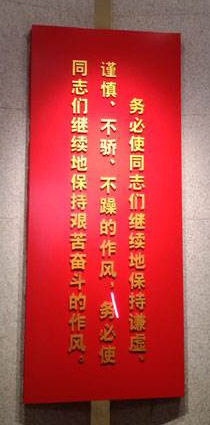 务必使同志们继续地保持谦虚、
谨慎、不骄、不躁的作风，务必使
同志们继续地保持艰苦奋斗的作风。